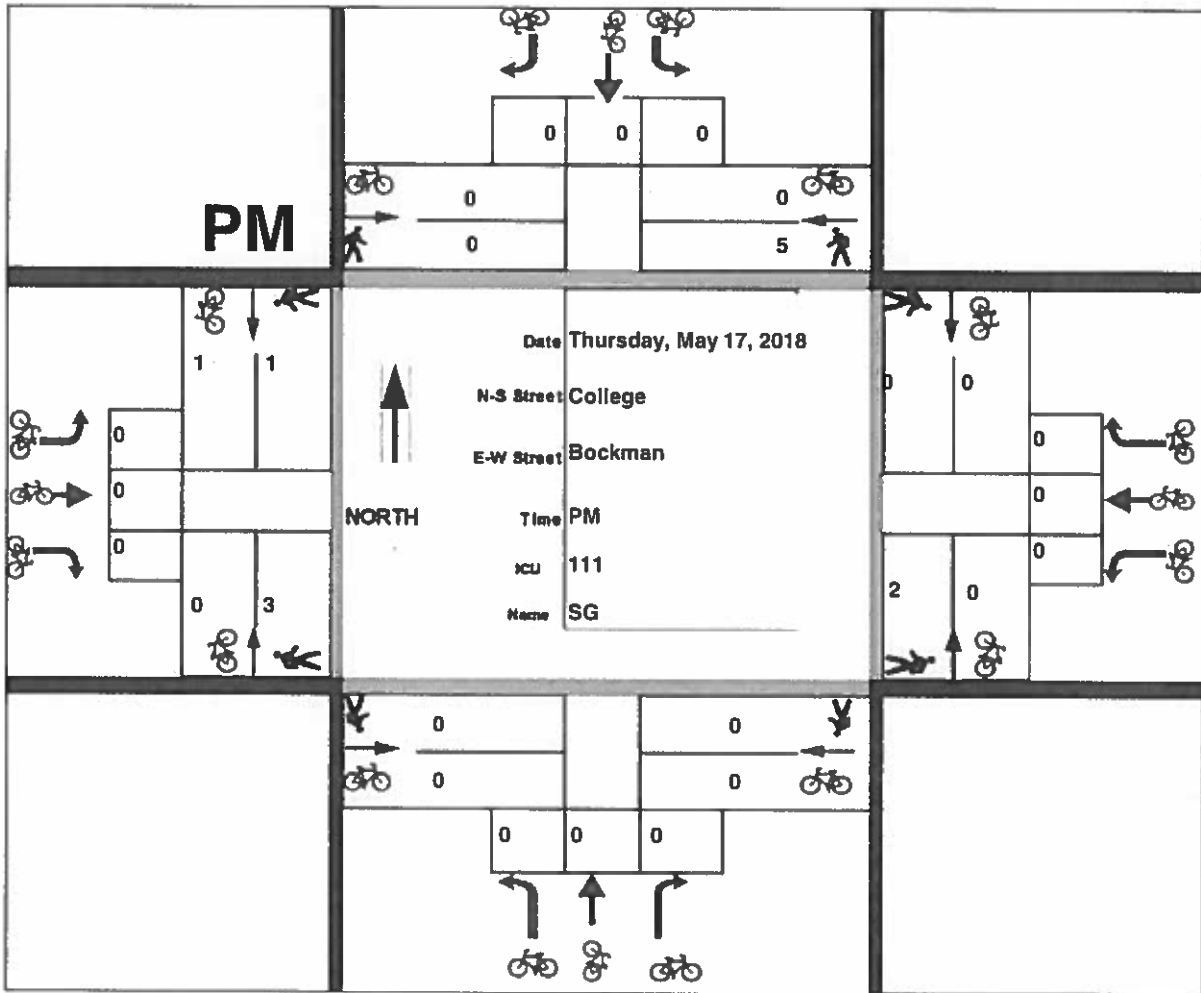 0 0 0
0 0
PM
0 5
Date Thursday, May 17, 2018
1 1
0 0
N-S Street College
0
0
E-W Street Bockman
0
0
NORTH
Time PM
0
0
ICU 111
0 3
2 0
Name SG
0 0
0 0
0 0 0